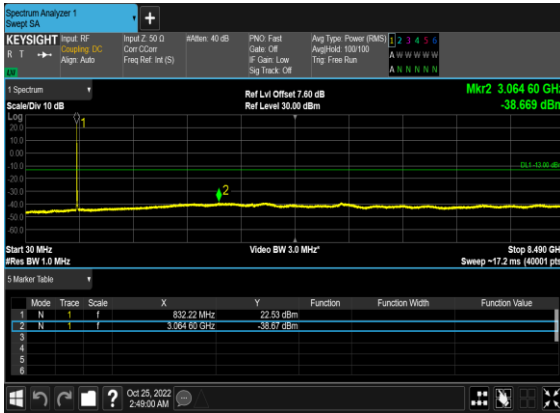 Spectrum Analyzer 1
Swept SA
+
KEYSIGHT Input: RF Input Z: 50 Ω #Atten: 40 dB PNO: Fast Avg Type: Power (RMS) 1 2 3 4 5 6
R T Coupling: DC Corr CCorr Gate: Off Avg|Hold: 100/100 A W W W W W
Align: Auto Freq Ref: Int (S) IF Gain: Low Trig: Free Run
LXI Sig Track: Off A N N N N N
1 Spectrum Ref Lvl Offset 7.60 dB Mkr2 3.064 60 GHz
Scale/Div 10 dB Ref Level 30.00 dBm -38.669 dBm
Log
1
20.0
10.0
0.00
-10.0
DL1 -13.00 dBm
-20.0
-30.0
2
-40.0
-50.0
-60.0
Start 30 MHz Video BW 3.0 MHz* Stop 8.490 GH
#Res BW 1.0 MHz Sweep ~17.2 ms (40001 pts
5 Marker Table
Mode Trace Scale X Y Function Function Width Function Value
1 N 1 f 832.22 MHz 22.53 dBm
2 N 1 f 3.064 60 GHz -38.67 dBm
3
4
5
6
? Oct 25, 2022
2:49:00 AM